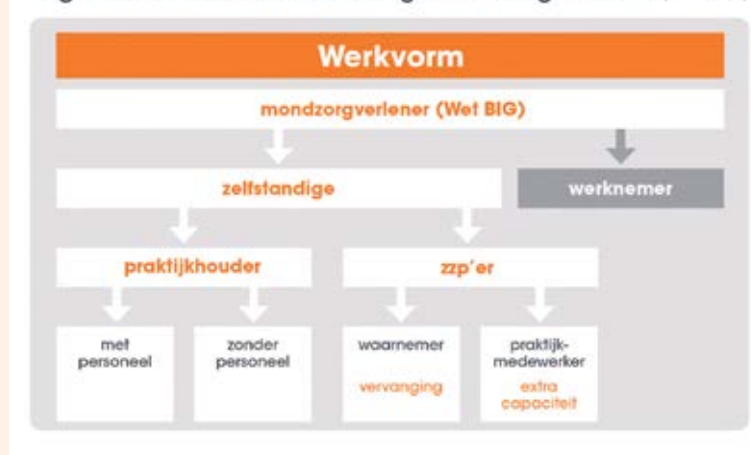 Werkvorm
mondzorgverlener (Wet BIG)
zelfstandige
werknemer
praktijkhouder
zzp'er
met
personeel
zonder
personeel
waarnemer
vervanging
praktijk-
medewerker
extra
capaciteit